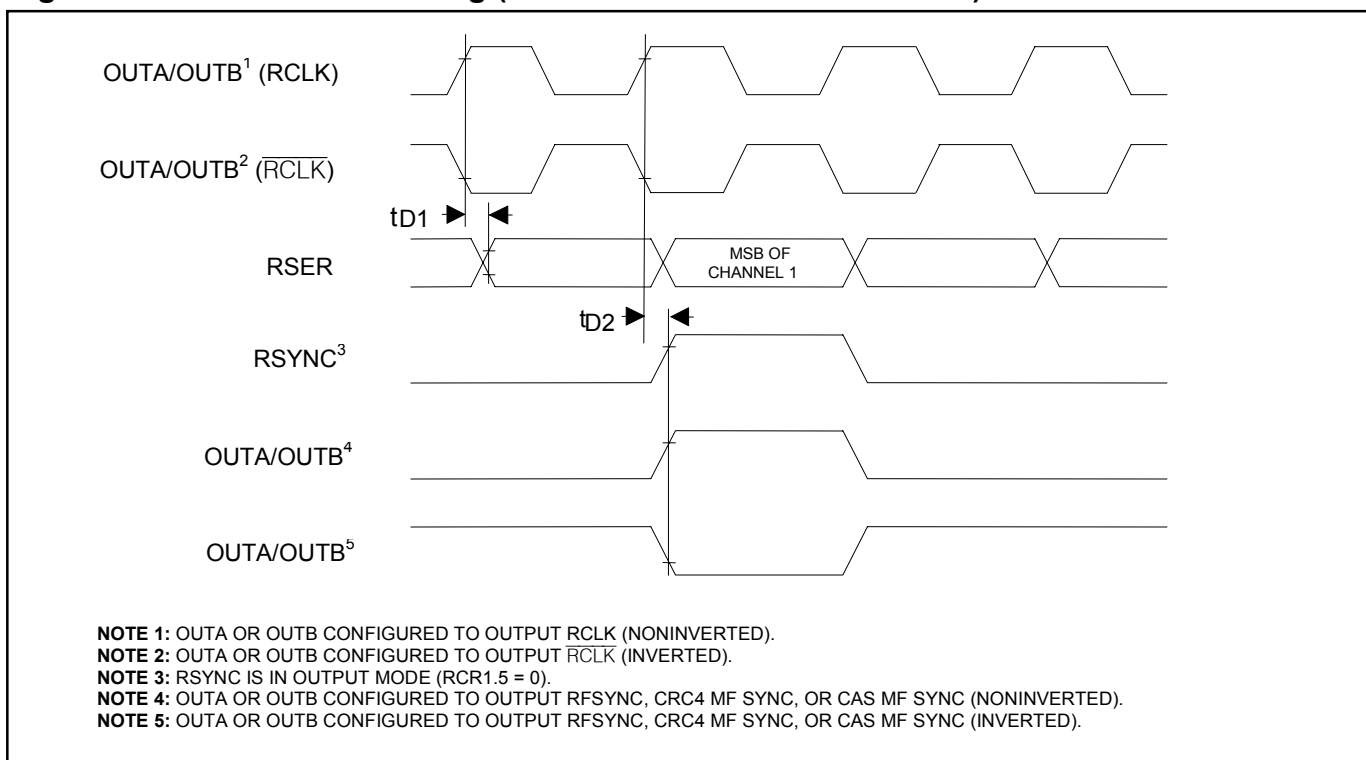 OUTA/OUTB¹ (RCLK)
OUTA/OUTB² (R̅C̅L̅K̅)
tD1
RSER
MSB OF
CHANNEL 1
tD2
RSYNC³
OUTA/OUTB⁴
OUTA/OUTB⁵
NOTE 1: OUTA OR OUTB CONFIGURED TO OUTPUT RCLK (NONINVERTED).
NOTE 2: OUTA OR OUTB CONFIGURED TO OUTPUT R̅C̅L̅K̅ (INVERTED).
NOTE 3: RSYNC IS IN OUTPUT MODE (RCR1.5 = 0).
NOTE 4: OUTA OR OUTB CONFIGURED TO OUTPUT RFSYNC, CRC4 MF SYNC, OR CAS MF SYNC (NONINVERTED).
NOTE 5: OUTA OR OUTB CONFIGURED TO OUTPUT RFSYNC, CRC4 MF SYNC, OR CAS MF SYNC (INVERTED).